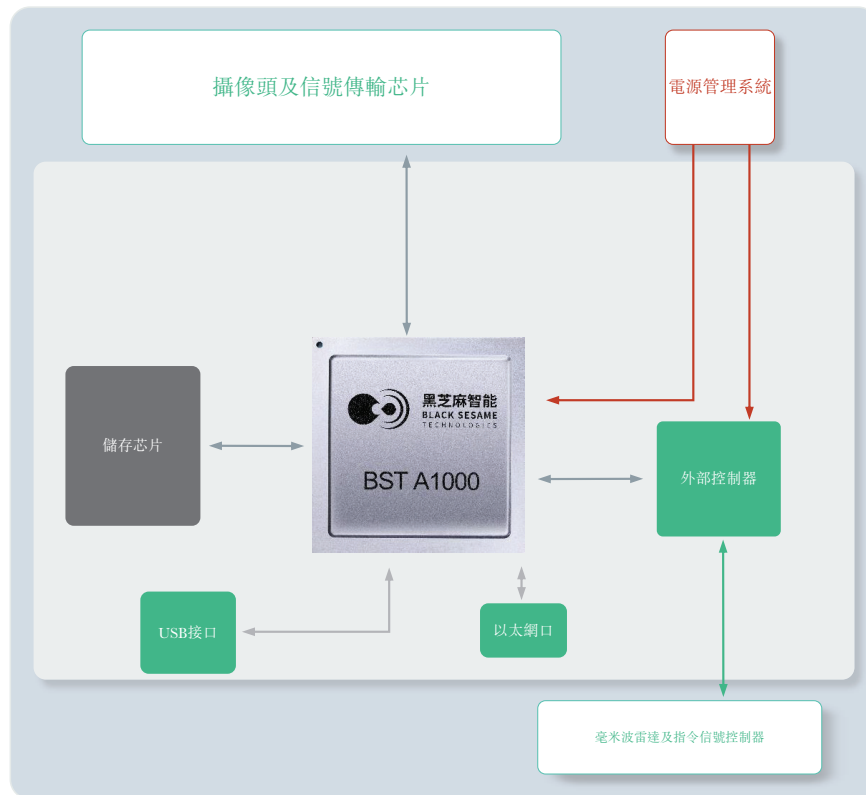 攝像頭及信號傳輸芯片
電源管理系統
黑芝麻智能
BLACK SESAME
TECHNOLOGIES
BST A1000
儲存芯片
外部控制器
USB接口
以太網口
毫米波雷達及指令信號控制器